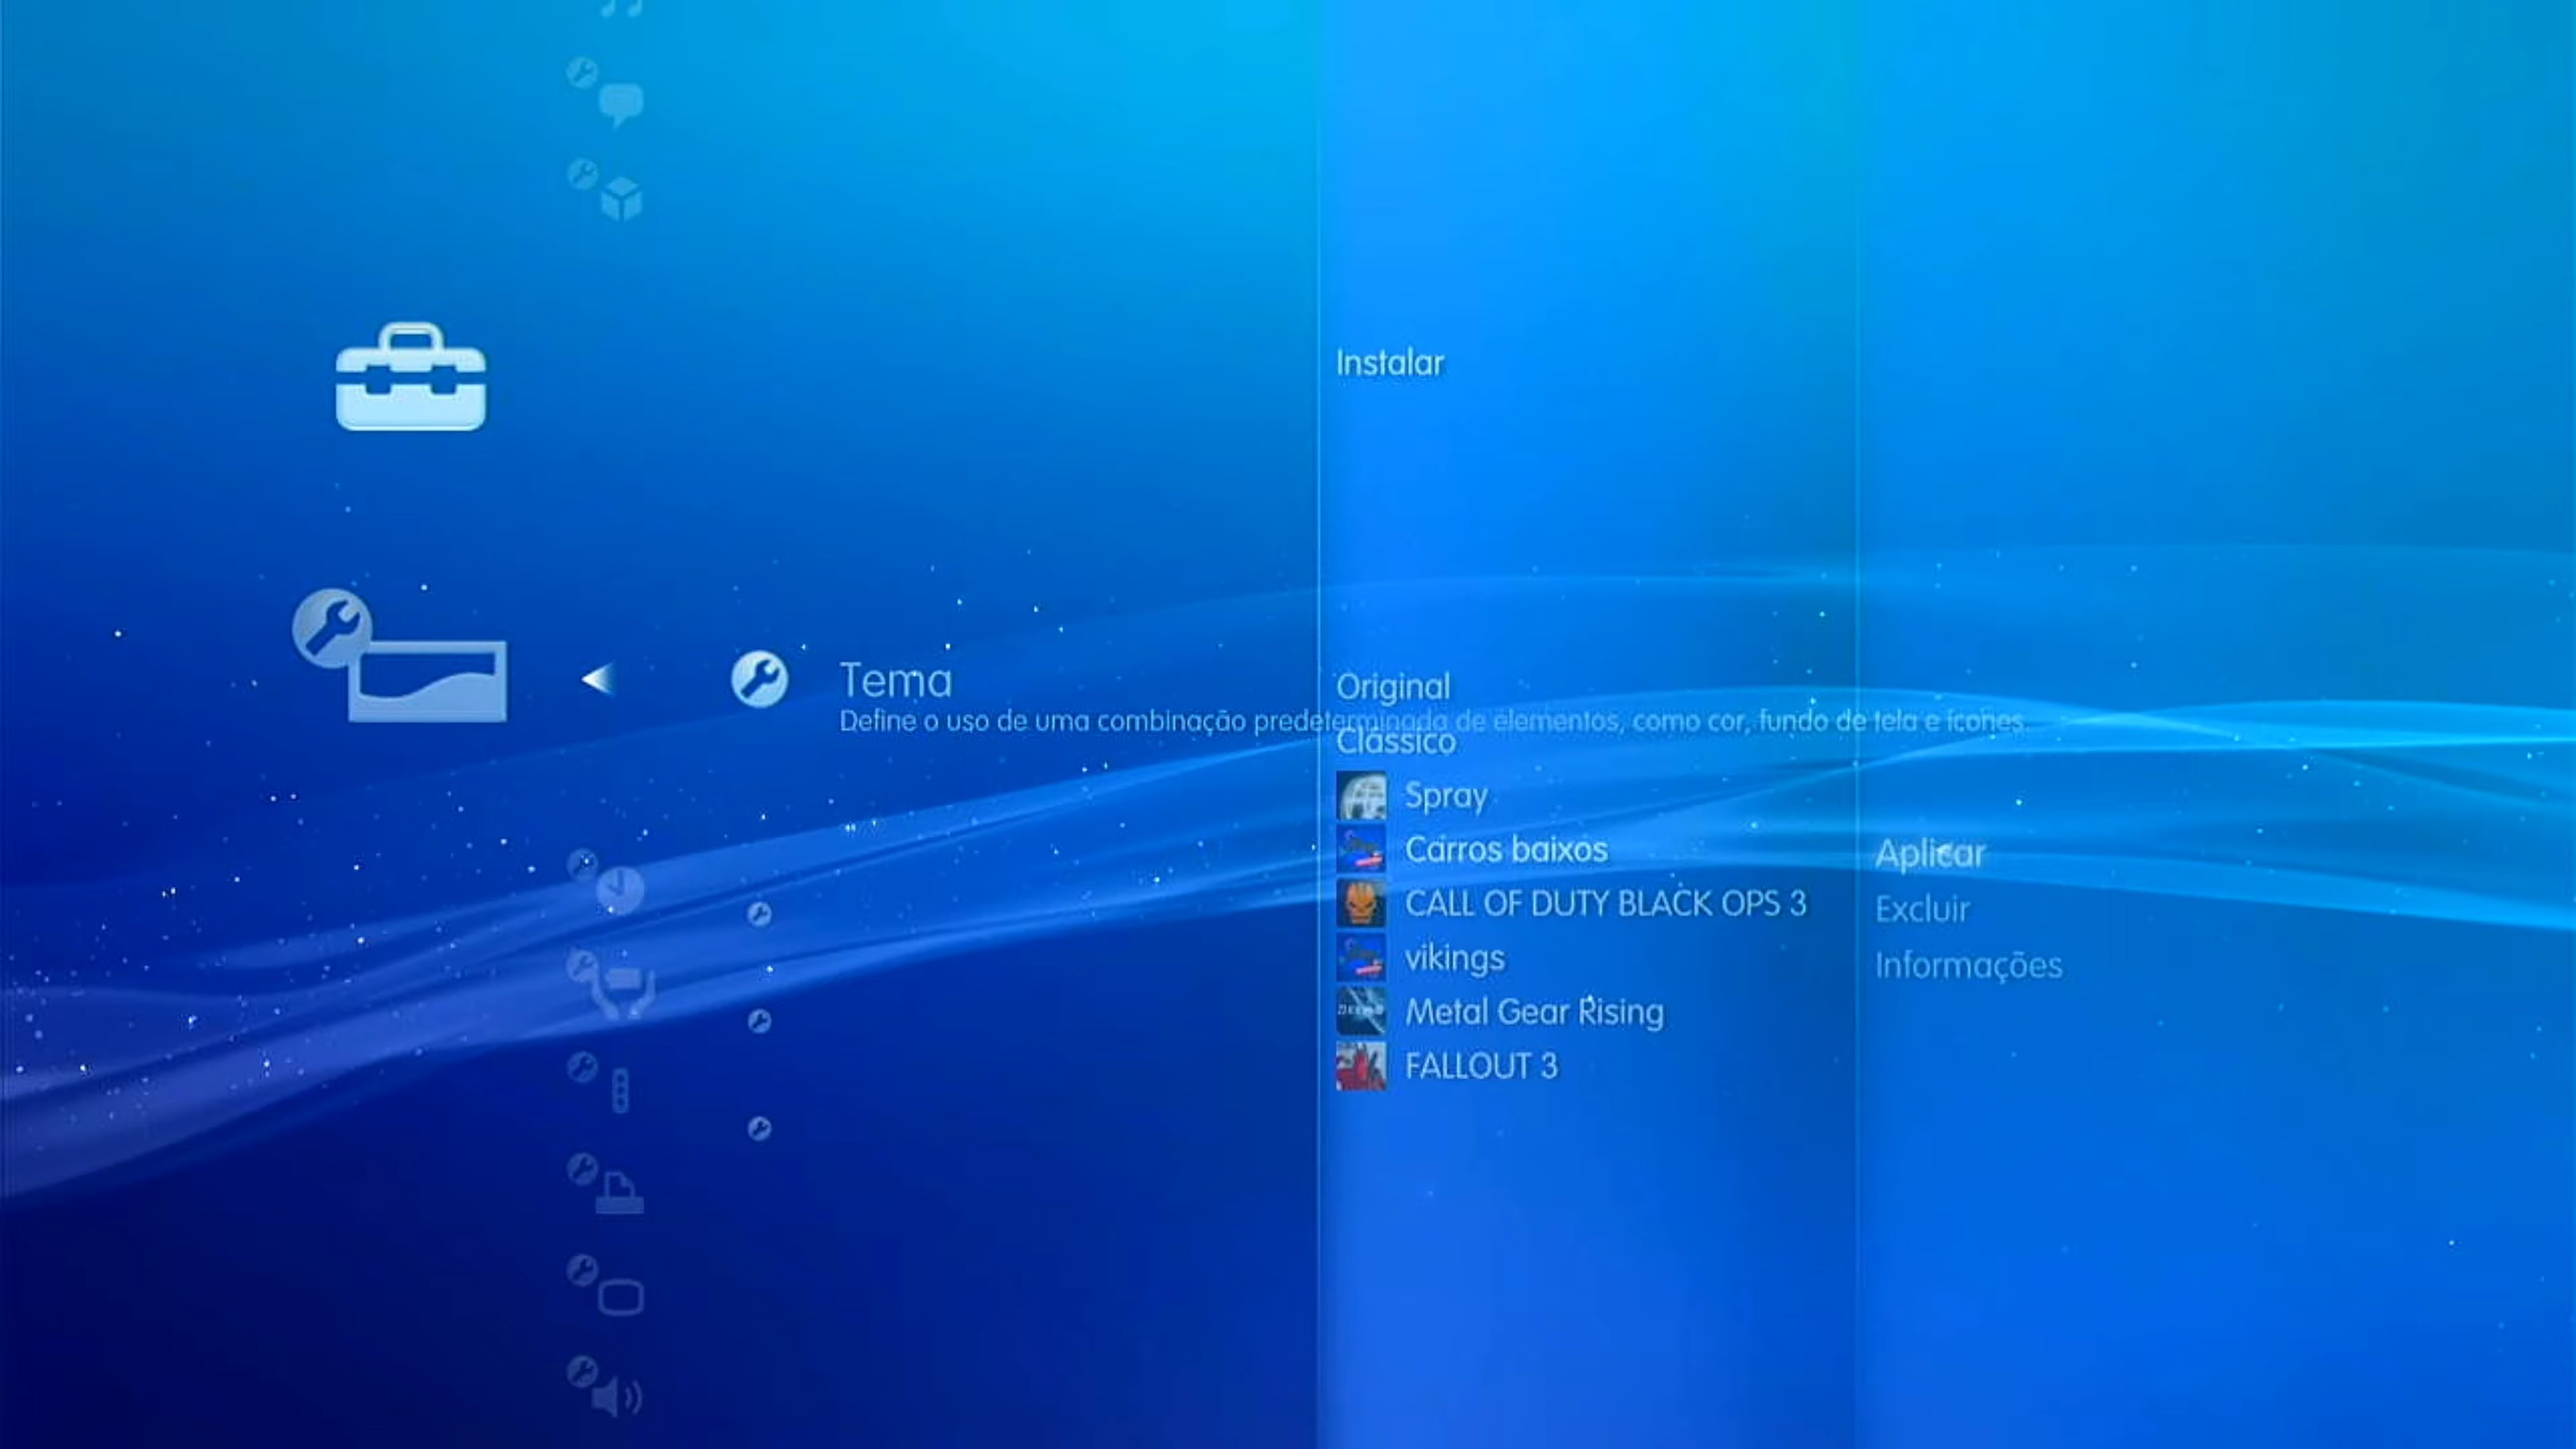 Instalar
Tema
Define o uso de uma combinação predeterminada de elementos, como cor, fundo de tela e ícones.
Original
Clássico
Spray
Carros baixos
CALL OF DUTY BLACK OPS 3
vikings
Metal Gear Rising
FALLOUT 3
Aplicar
Excluir
Informações